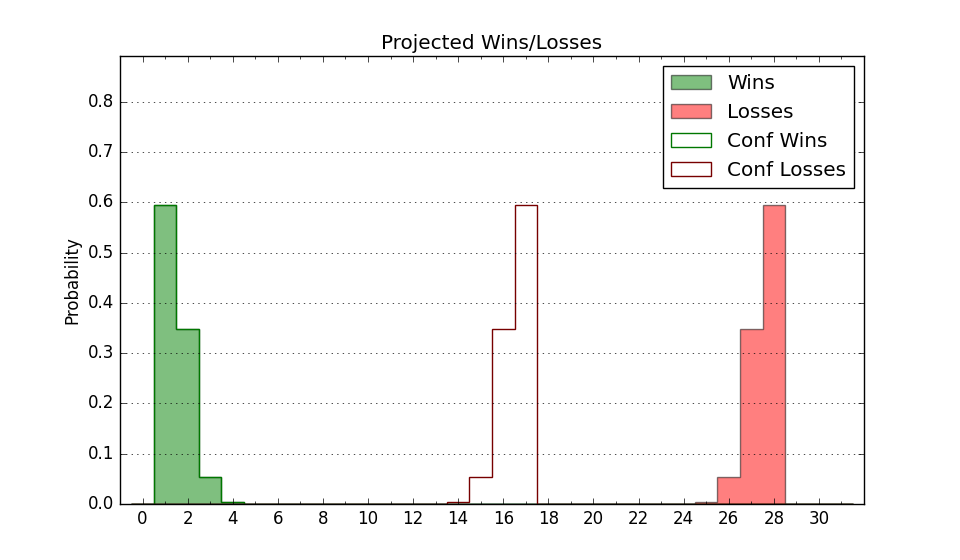 Projected Wins/Losses
Wins
Losses
Conf Wins
Conf Losses
Probability
0.8
0.7
0.6
0.5
0.4
0.3
0.2
0.1
0.0
0 2 4 6 8 10 12 14 16 18 20 22 24 26 28 30